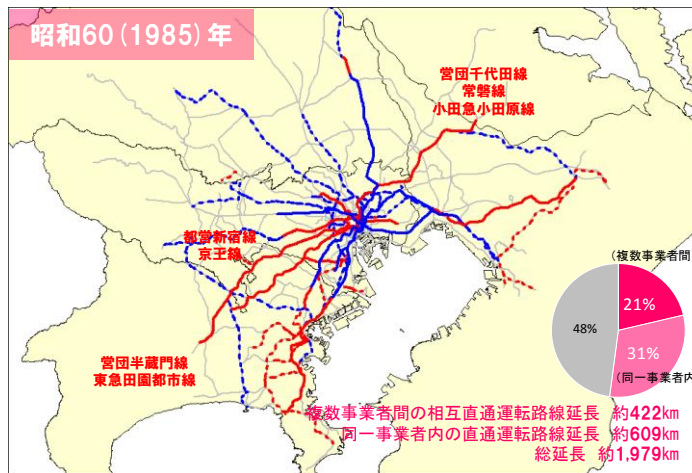 昭和60(1985)年
営団千代田線
常磐線
小田急小田原線
都営新宿線
京王線
営団半蔵門線
東急田園都市線
(複数事業者間
21%
48%
31%
(同一事業者内
複数事業者間の相互直通運転路線延長 約422km
同一事業者内の直通運転路線延長 約609km
総延長 約1,979km